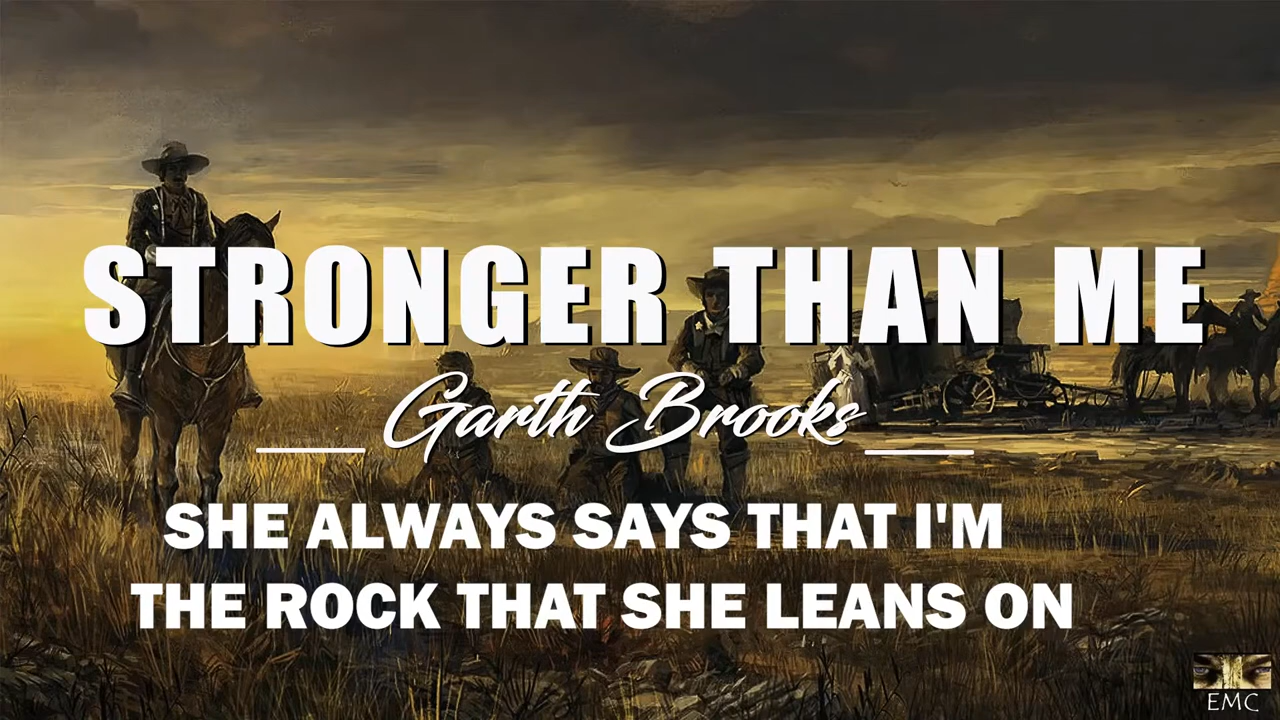 STRONGER THAN ME
Garth Brooks
SHE ALWAYS SAYS THAT I'M
THE ROCK THAT SHE LEANS ON
EMC